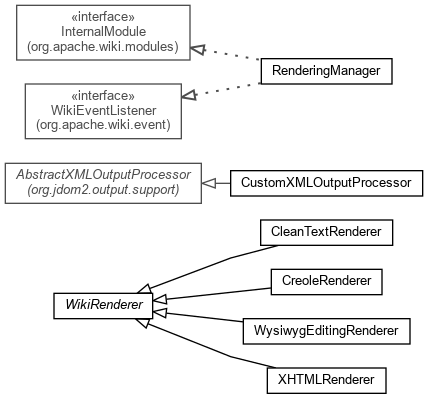 «interface»
InternalModule
(org.apache.wiki.modules)
RenderingManager
«interface»
WikiEventListener
(org.apache.wiki.event)
AbstractXMLOutputProcessor
(org.jdom2.output.support)
CustomXMLOutputProcessor
CleanTextRenderer
CreoleRenderer
WikiRenderer
WysiwygEditingRenderer
XHTMLRenderer